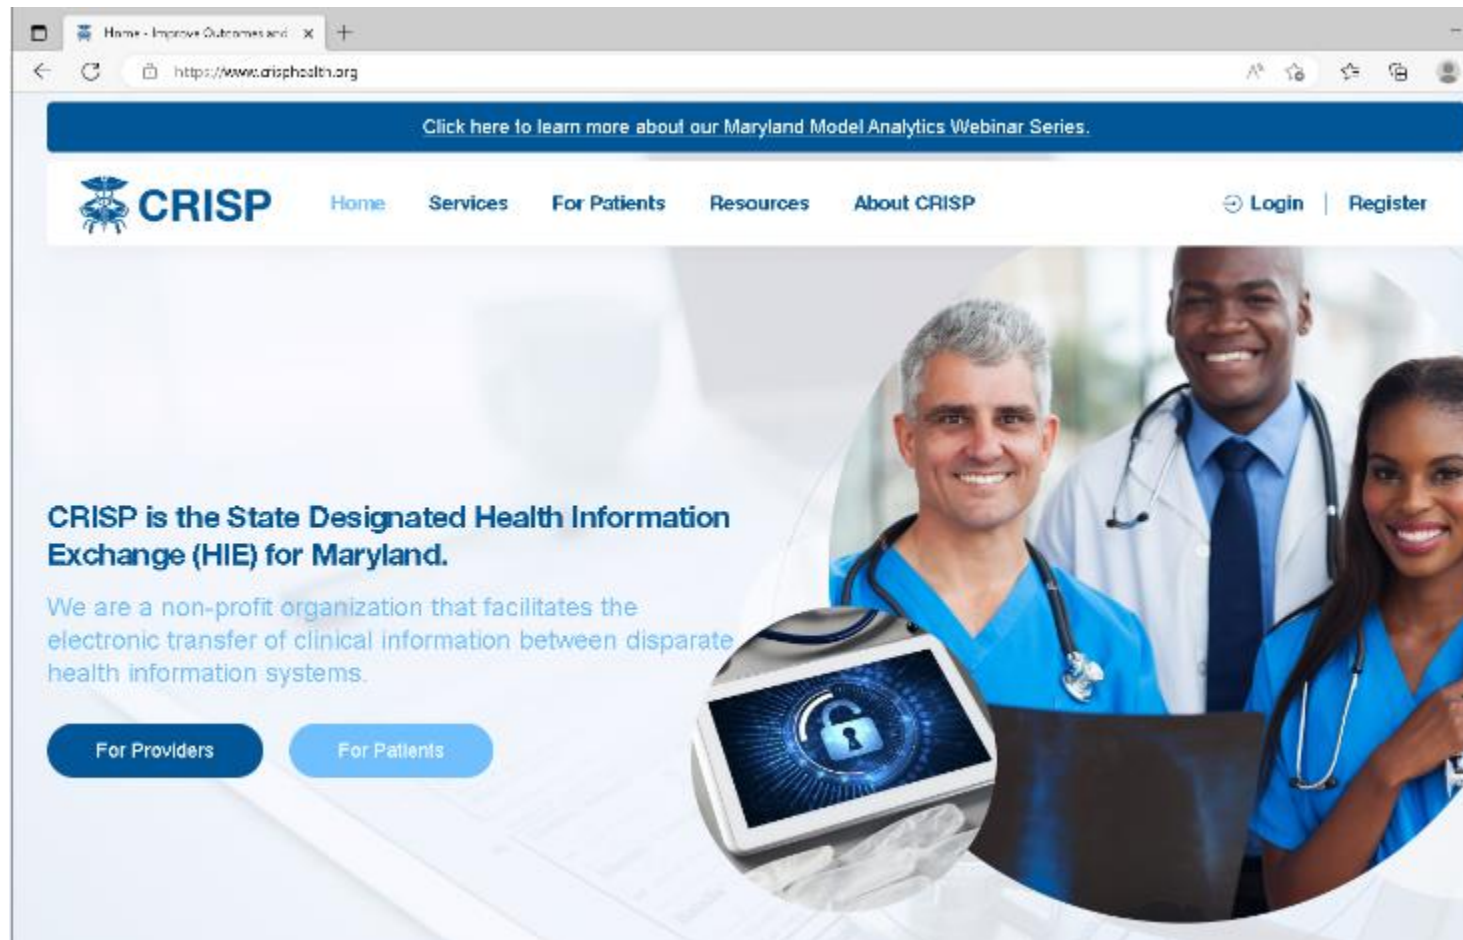 Home - Improve Outcomes and
https://www.crisphealth.org
Click here to learn more about our Maryland Model Analytics Webinar Series.
CRISP
Home
Services
For Patients
Resources
About CRISP
Login
Register
CRISP is the State Designated Health Information
Exchange (HIE) for Maryland.
We are a non-profit organization that facilitates the
electronic transfer of clinical information between disparate
health information systems.
For Providers
For Patients